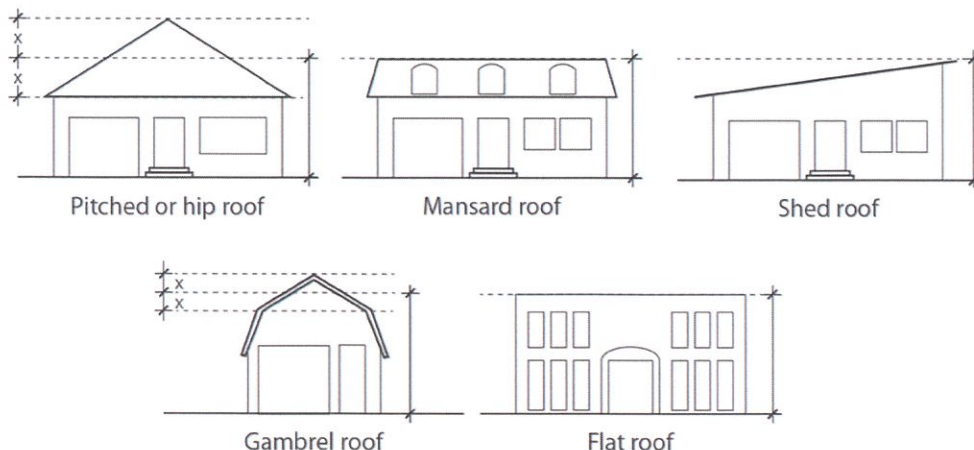 x
x
Pitched or hip roof
Mansard roof
Shed roof
x
x
Gambrel roof
Flat roof